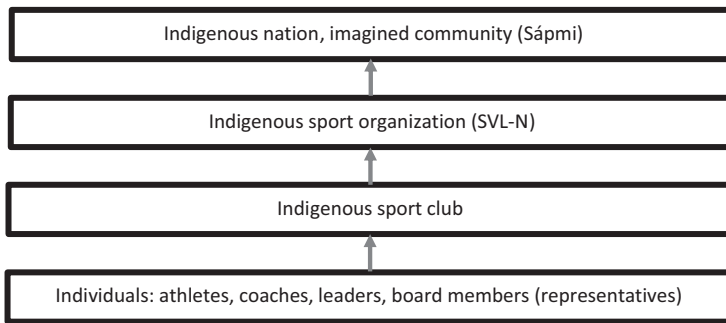 Indigenous nation, imagined community (Sápmi)
Indigenous sport organization (SVL-N)
Indigenous sport club
Individuals: athletes, coaches, leaders, board members (representatives)